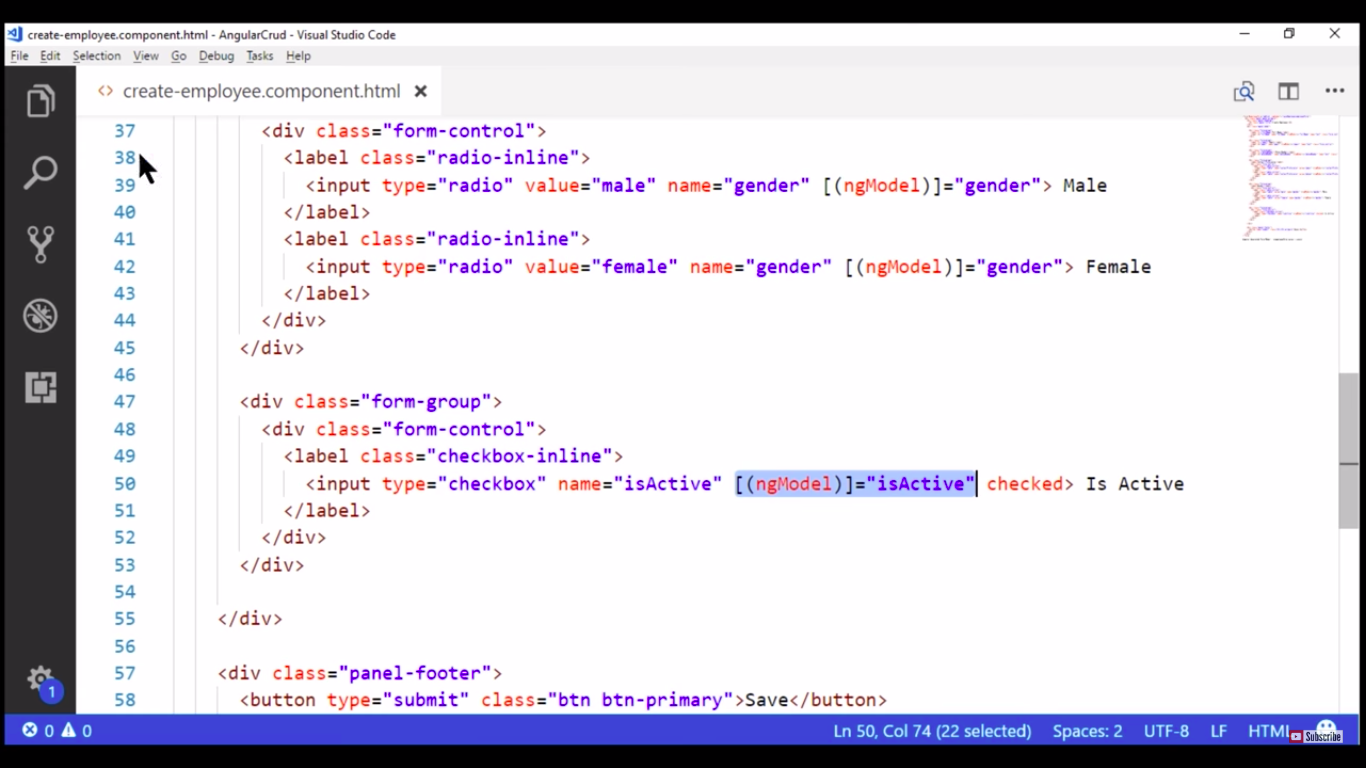 create-employee.component.html - AngularCrud - Visual Studio Code
File Edit Selection View Go Debug Tasks Help
<> create-employee.component.html
37 <div class="form-control">
38 <label class="radio-inline">
39 <input type="radio" value="male" name="gender" [(ngModel)]="gender"> Male
40 </label>
41 <label class="radio-inline">
42 <input type="radio" value="female" name="gender" [(ngModel)]="gender"> Female
43 </label>
44 </div>
45 </div>
46
47 <div class="form-group">
48 <div class="form-control">
49 <label class="checkbox-inline">
50 <input type="checkbox" name="isActive" [(ngModel)]="isActive" checked> Is Active
51 </label>
52 </div>
53 </div>
54
55 </div>
56
57 <div class="panel-footer">
58 <button type="submit" class="btn btn-primary">Save</button>
1
0 0 Ln 50, Col 74 (22 selected) Spaces: 2 UTF-8 LF HTML Subscribe